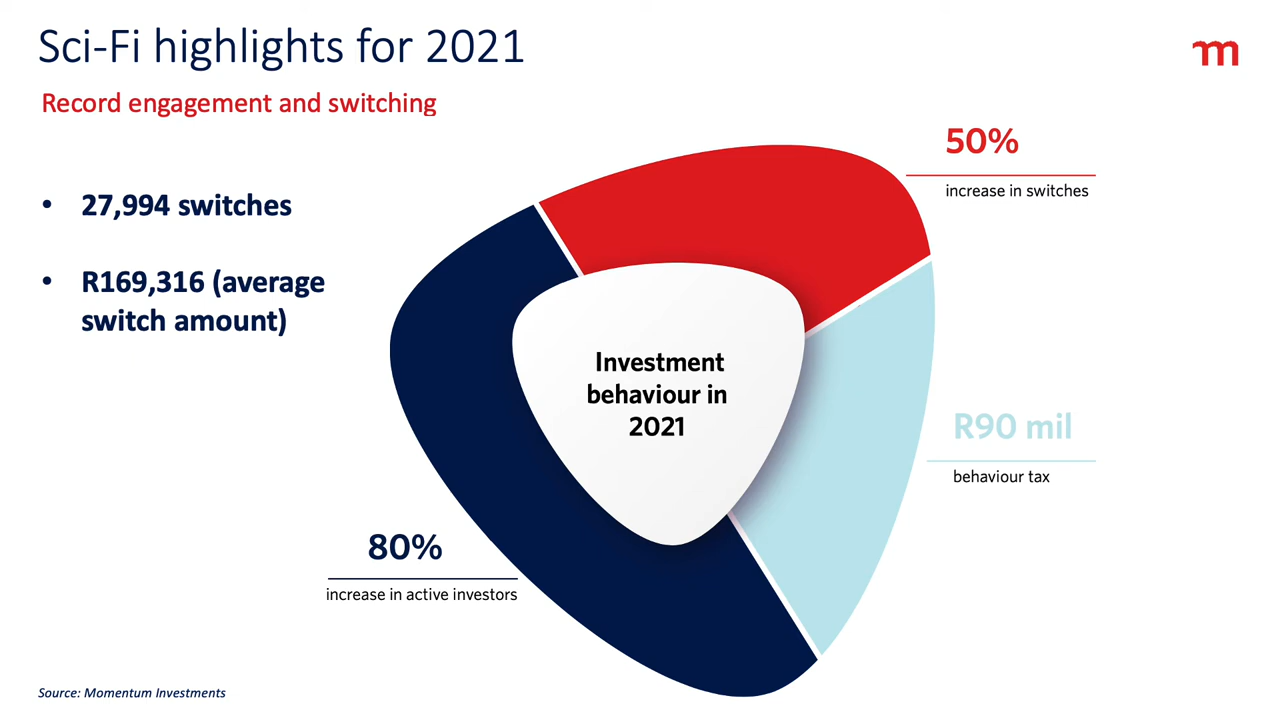 Sci-Fi highlights for 2021
Record engagement and switching
• 27,994 switches
• R169,316 (average
switch amount)
50%
increase in switches
Investment
behaviour in
2021
R90 mil
behaviour tax
80%
increase in active investors
Source: Momentum Investments
m